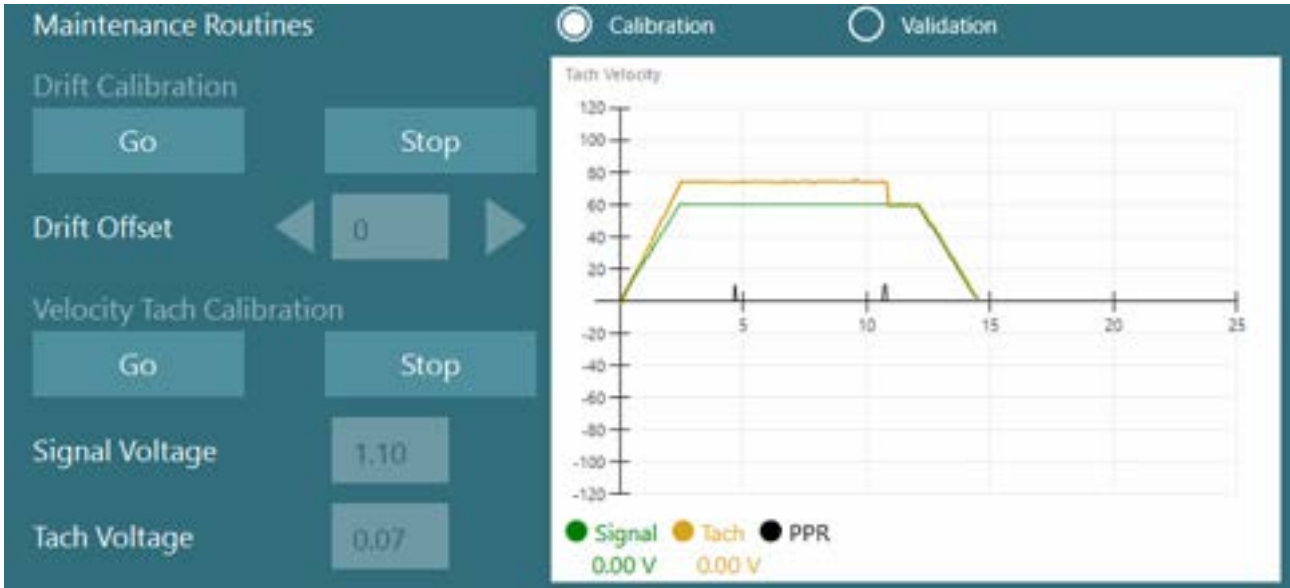 Maintenance Routines
Drift Calibration
Go Stop
Drift Offset 0
Velocity Tach Calibration
Go Stop
Signal Voltage 1.10
Tach Voltage 0.07
Calibration Validation
Tach Velocity
120
100
80
60
40
20
5 10 15 20 25
-20
-40
-60
-80
-100
-120
Signal Tach PPR
0.00 V 0.00 V